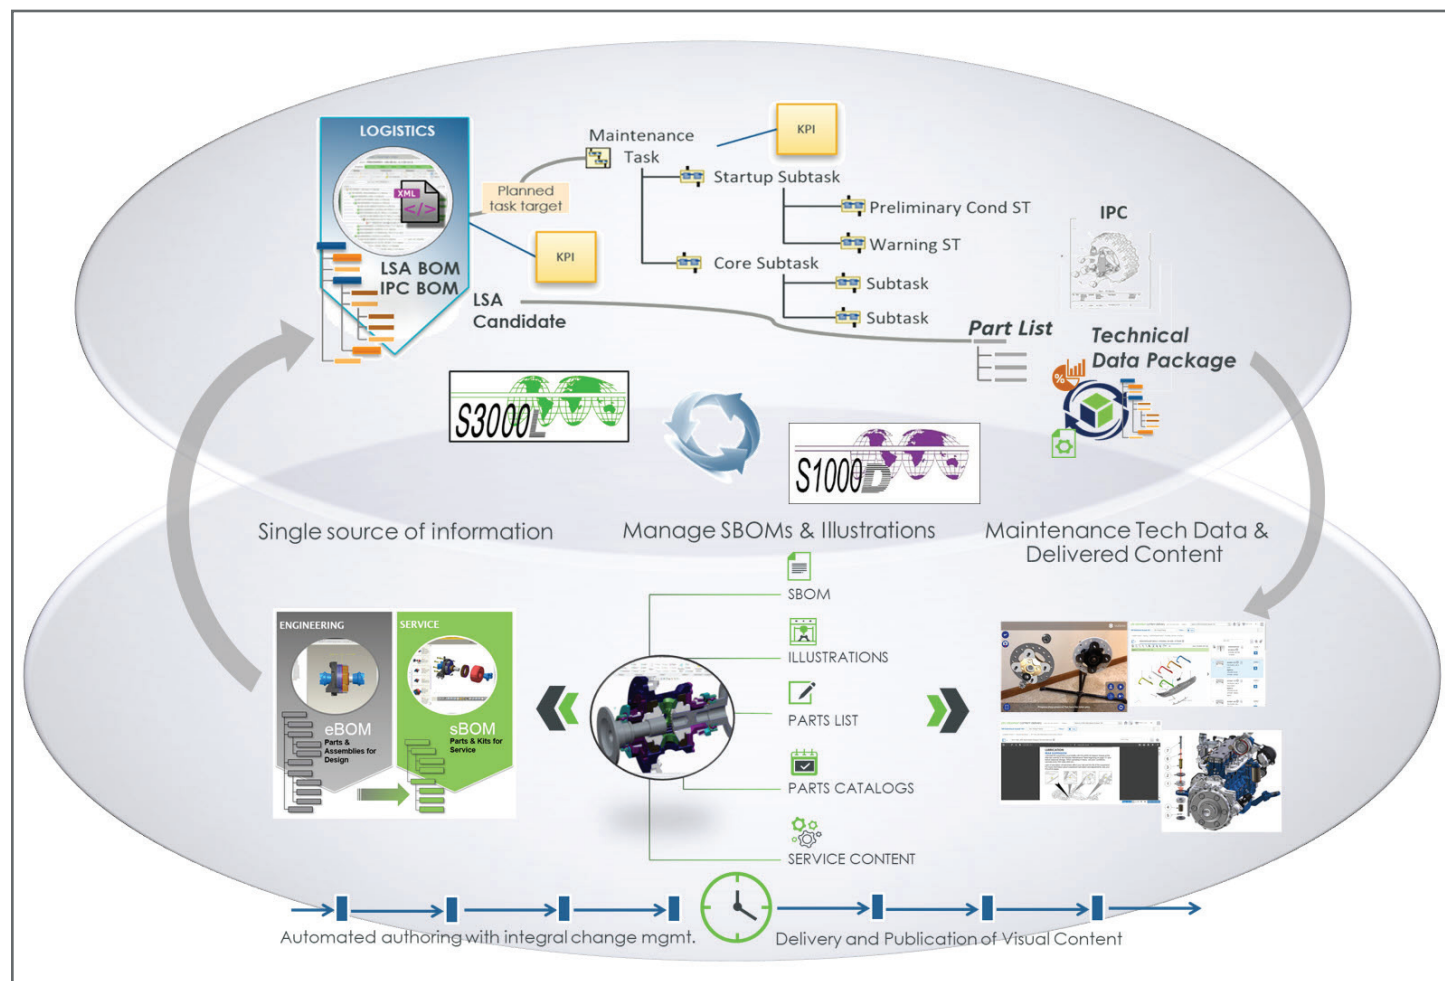 LOGISTICS
XML
</>
LSA BOM
IPC BOM
Planned
task target
KPI
LSA
Candidate
Maintenance
Task
KPI
Startup Subtask
Preliminary Cond ST
Warning ST
Core Subtask
Subtask
Subtask
IPC
Part List
Technical
Data Package
%
S3000L
S1000D
Single source of information
Manage SBOMs & Illustrations
Maintenance Tech Data &
Delivered Content
ENGINEERING
eBOM
Parts &
Assemblies for
Design
SERVICE
sBOM
Parts & Kits for
Service
SBOM
ILLUSTRATIONS
PARTS LIST
PARTS CATALOGS
SERVICE CONTENT
LUBRICATION
Automated authoring with integral change mgmt.
Delivery and Publication of Visual Content